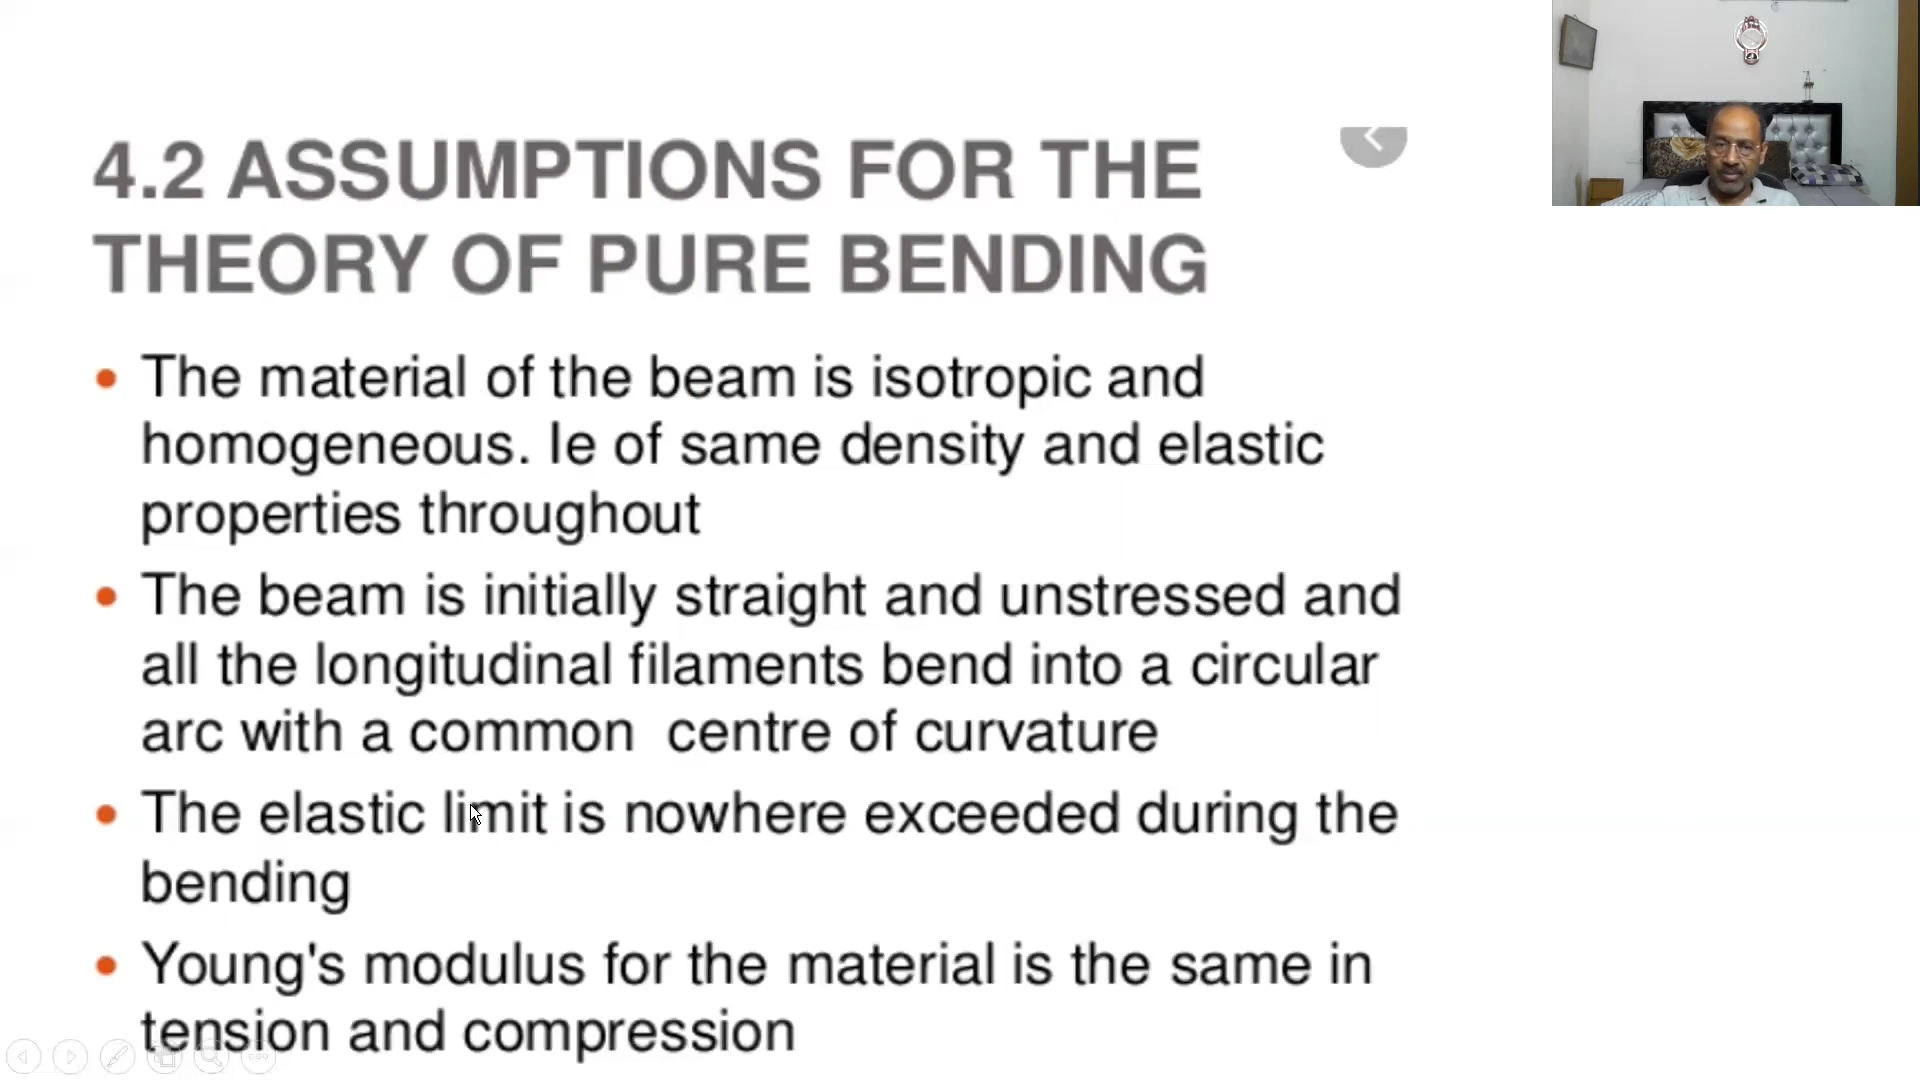 4.2 ASSUMPTIONS FOR THE
THEORY OF PURE BENDING
• The material of the beam is isotropic and
homogeneous. Ie of same density and elastic
properties throughout
• The beam is initially straight and unstressed and
all the longitudinal filaments bend into a circular
arc with a common centre of curvature
• The elastic limit is nowhere exceeded during the
bending
• Young's modulus for the material is the same in
tension and compression